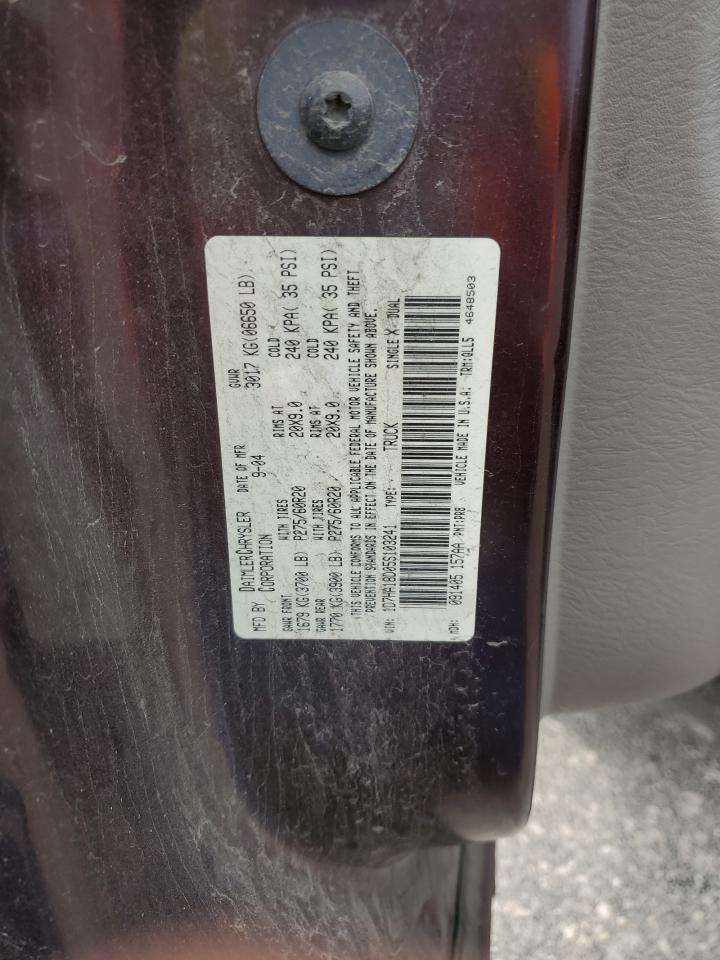 MFD BY DAIMLERCHRYSLER CORPORATION DATE OF MFR 9-04 GVWR 3017 KG(06650 LB)
GAWR FRONT WITH TIRES RIMS AT COLD
1679 KG(3700 LB) P275/60R20 20X9.0 240 KPA( 35 PSI)
GAWR REAR WITH TIRES RIMS AT COLD
1770 KG(3900 LB) P275/60R20 20X9.0 240 KPA( 35 PSI)
THIS VEHICLE CONFORMS TO ALL APPLICABLE FEDERAL MOTOR VEHICLE SAFETY AND THEFT
PREVENTION STANDARDS IN EFFECT ON THE DATE OF MANUFACTURE SHOWN ABOVE.
VIN: 1D7HA18D05S103241 TYPE: TRUCK SINGLE X DUAL
MDH: 091405 157AA PNT:PR8 VEHICLE MADE IN U.S.A. TRM:QLL5 4648503